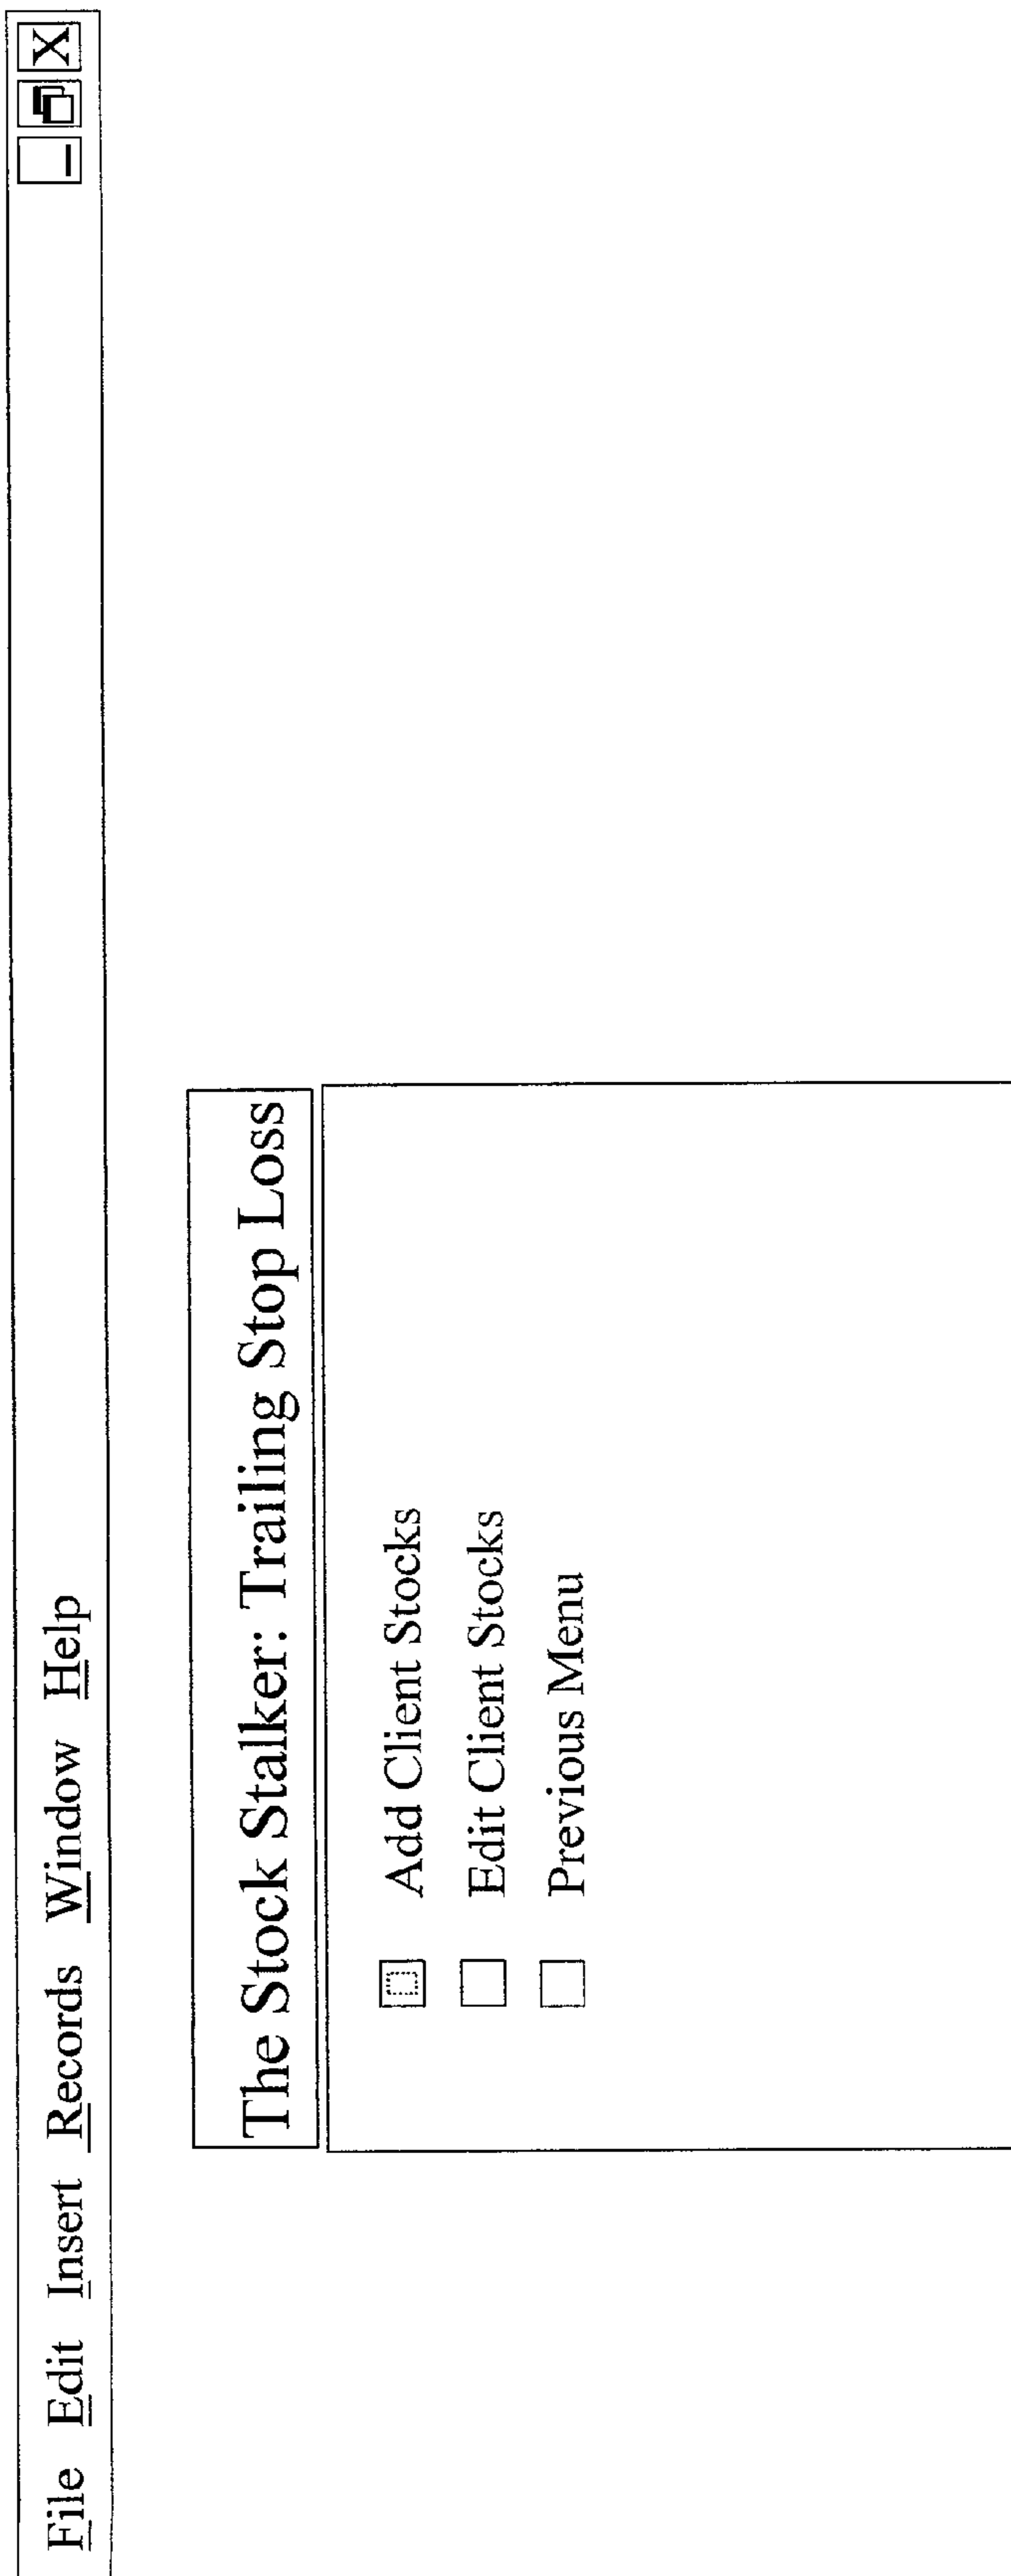 File Edit Insert Records Window Help
X
The Stock Stalker: Trailing Stop Loss
Add Client Stocks
Edit Client Stocks
Previous Menu